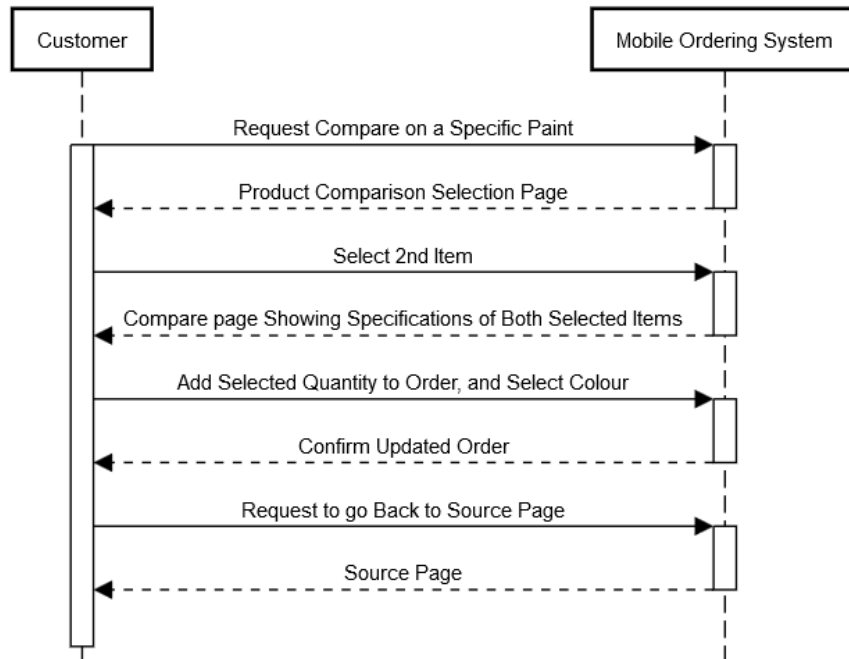 Customer
Mobile Ordering System
Request Compare on a Specific Paint
Product Comparison Selection Page
Select 2nd Item
Compare page Showing Specifications of Both Selected Items
Add Selected Quantity to Order, and Select Colour
Confirm Updated Order
Request to go Back to Source Page
Source Page